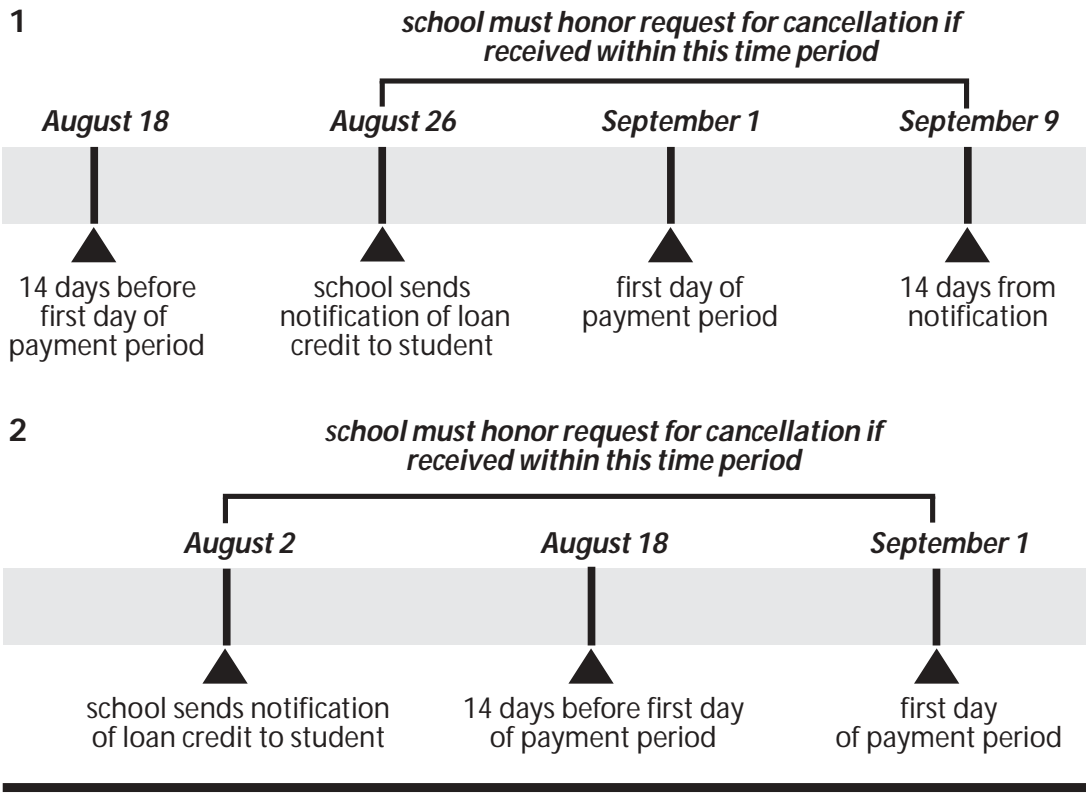 1
school must honor request for cancellation if
received within this time period
August 18
August 26
September 1
September 9
14 days before
first day of
payment period
school sends
notification of loan
credit to student
first day of
payment period
14 days from
notification
2
school must honor request for cancellation if
received within this time period
August 2
August 18
September 1
school sends notification
of loan credit to student
14 days before first day
of payment period
first day
of payment period